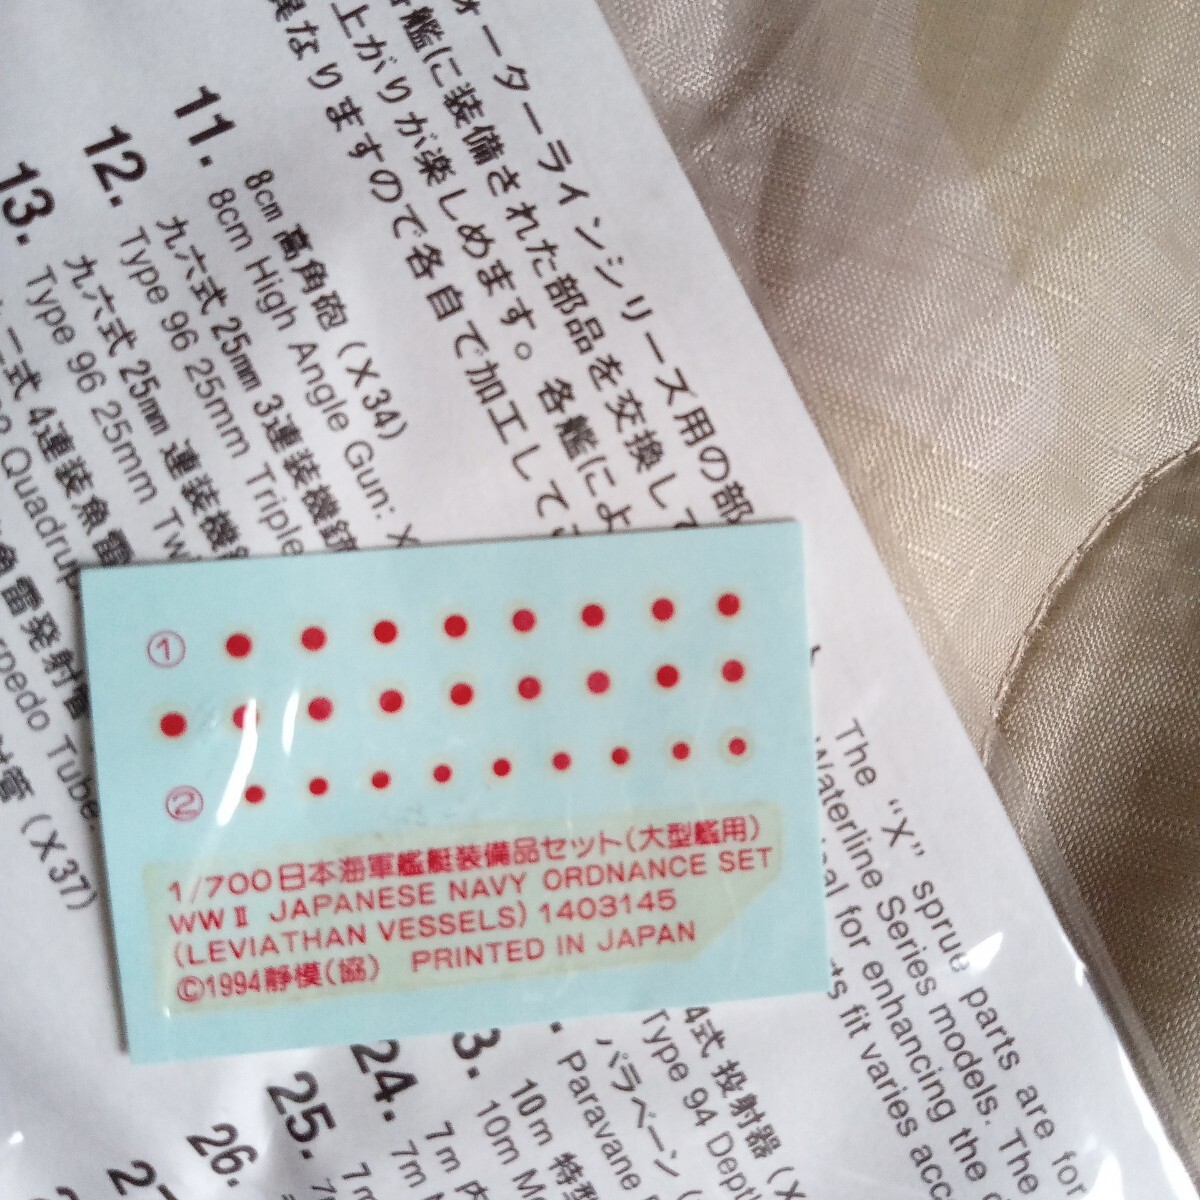 ォーターラインシリーズ用の部
艦に装備された部品を交換して
上がりが楽しめます。各艦によ
異なりますので各自で加工して
11. 8cm 高角砲 (X34)
8cm High Angle Gun: X
12. 九六式 25mm 3連装機銃
Type 96 25mm Triple
13. 九六式 25mm 連装機銃
Type 96 25mm Tw
二式 4連装魚雷
Quadrup
魚雷発射管
rpedo Tube
射管 (X37)
①
②
1/700日本海軍艦艇装備品セット(大型艦用)
WWⅡ JAPANESE NAVY ORDNANCE SET
(LEVIATHAN VESSELS) 1403145
©1994静模(協) PRINTED IN JAPAN
The “X” sprue parts are for
Waterline Series models. The
for enhancing the
fit varies acc
4式 投射器 (X
Type 94 Depth
パラベーン (
Paravane
3. 10m 特型
10m M
24. 7m 内
7m
25. 7
26.
27